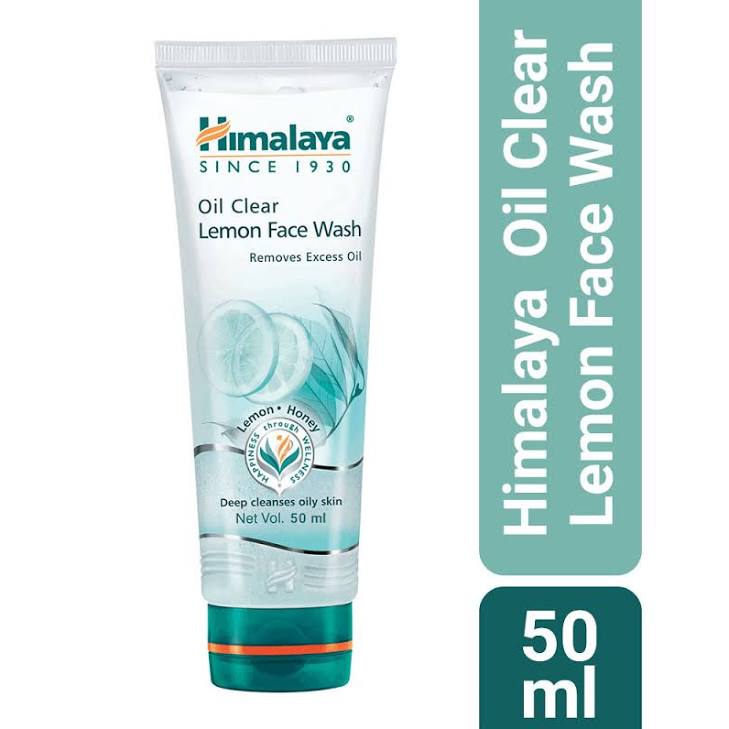 Himalaya®
SINCE 1930
Oil Clear
Lemon Face Wash
Removes Excess Oil
Lemon • Honey
HAPPINESS through WELLNESS
Deep cleanses oily skin
Net Vol. 50 ml
H
Himalaya Oil Clear
Lemon Face Wash
50
ml